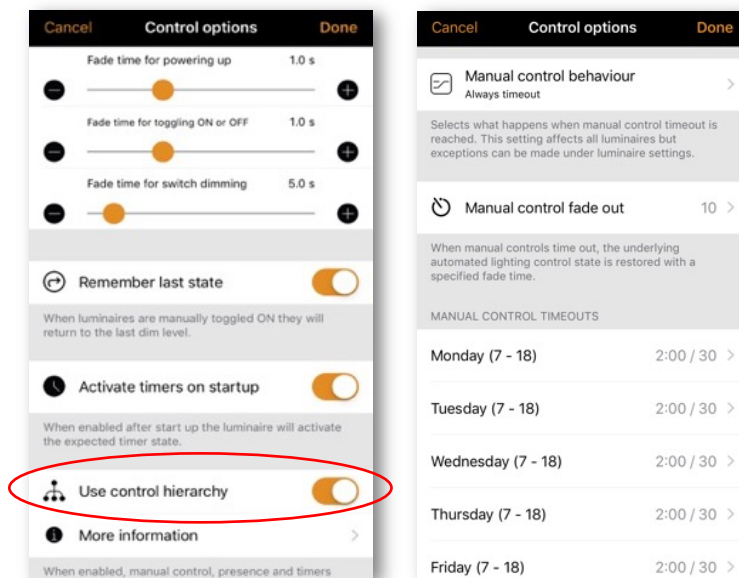 Cancel Control options Done
Fade time for powering up 1.0 s
Fade time for toggling ON or OFF 1.0 s
Fade time for switch dimming 5.0 s
Remember last state
When luminaires are manually toggled ON they will
return to the last dim level.
Activate timers on startup
When enabled after start up the luminaire will activate
the expected timer state.
Use control hierarchy
More information
When enabled, manual control, presence and timers
Cancel Control options Done
Manual control behaviour
Always timeout
Selects what happens when manual control timeout is
reached. This setting affects all luminaires but
exceptions can be made under luminaire settings.
Manual control fade out 10
When manual controls time out, the underlying
automated lighting control state is restored with a
specified fade time.
MANUAL CONTROL TIMEOUTS
Monday (7 - 18) 2:00 / 30
Tuesday (7 - 18) 2:00 / 30
Wednesday (7 - 18) 2:00 / 30
Thursday (7 - 18) 2:00 / 30
Friday (7 - 18) 2:00 / 30